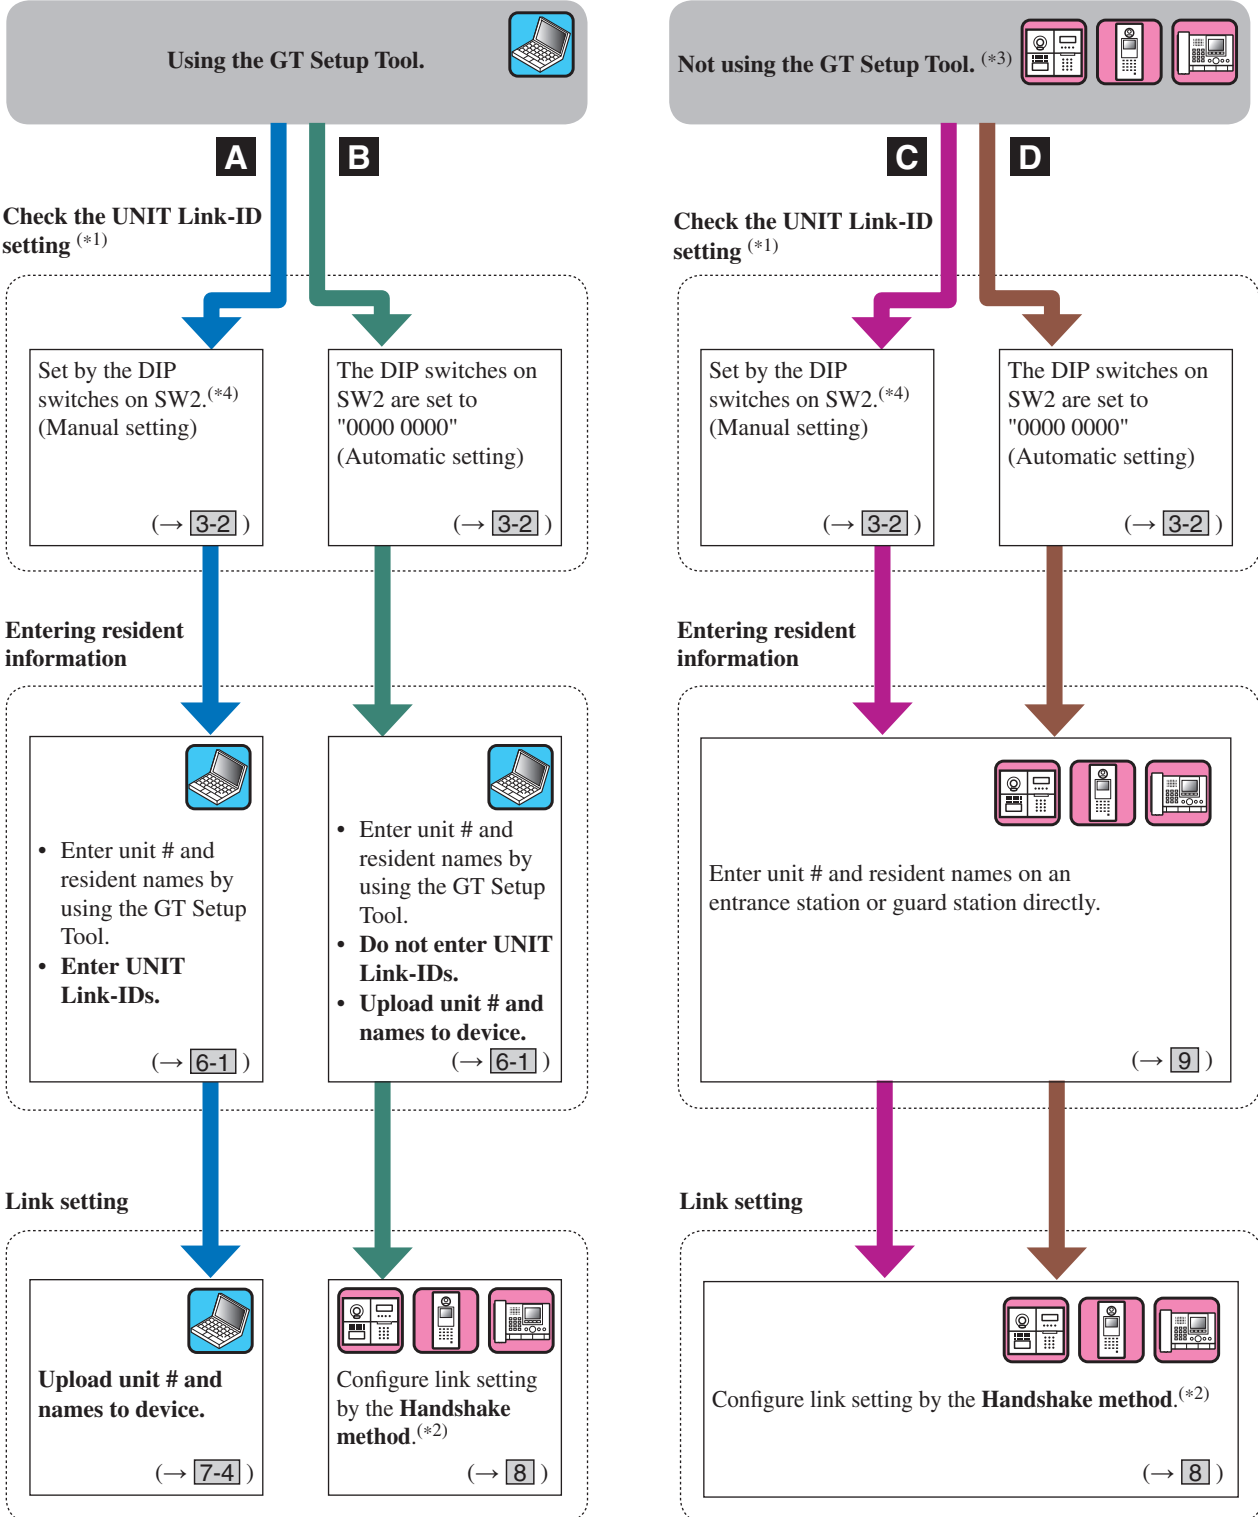 Using the GT Setup Tool.
A
B
Check the UNIT Link-ID
setting (*1)
Set by the DIP
switches on SW2.(*4)
(Manual setting)
(→ 3-2 )
The DIP switches on
SW2 are set to
"0000 0000"
(Automatic setting)
(→ 3-2 )
Entering resident
information
• Enter unit # and
resident names by
using the GT Setup
Tool.
• Enter UNIT
Link-IDs.
(→ 6-1 )
• Enter unit # and
resident names by
using the GT Setup
Tool.
• Do not enter UNIT
Link-IDs.
• Upload unit # and
names to device.
(→ 6-1 )
Link setting
Upload unit # and
names to device.
(→ 7-4 )
Configure link setting
by the Handshake
method.(*2)
(→ 8 )
Not using the GT Setup Tool. (*3)
C
D
Check the UNIT Link-ID
setting (*1)
Set by the DIP
switches on SW2.(*4)
(Manual setting)
(→ 3-2 )
The DIP switches on
SW2 are set to
"0000 0000"
(Automatic setting)
(→ 3-2 )
Entering resident
information
Enter unit # and resident names on an
entrance station or guard station directly.
(→ 9 )
Link setting
Configure link setting by the Handshake method.(*2)
(→ 8 )